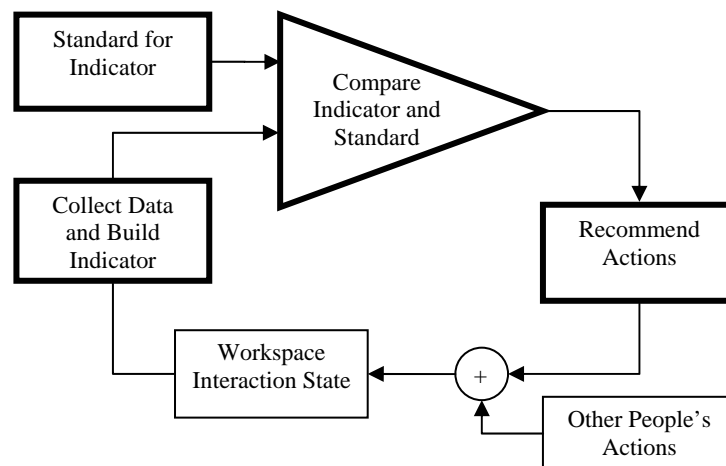 Standard for
Indicator
Compare
Indicator and
Standard
Collect Data
and Build
Indicator
Recommend
Actions
Workspace
Interaction State
+
Other People’s
Actions